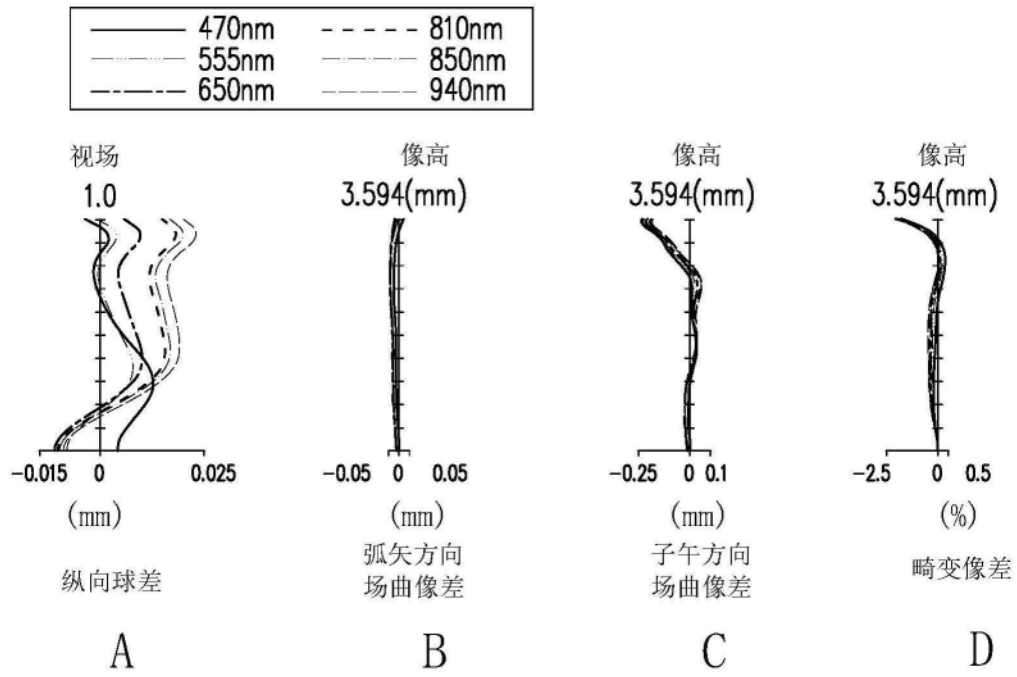 470nm 810nm
555nm 850nm
650nm 940nm
视场 像高 像高 像高
1.0 3.594(mm) 3.594(mm) 3.594(mm)
-0.015 0 0.025 -0.05 0 0.05 -0.25 0 0.1 -2.5 0 0.5
(mm) (mm) (mm) (%)
纵向球差
弧矢方向
场曲像差
子午方向
场曲像差
畸变像差
A B C D